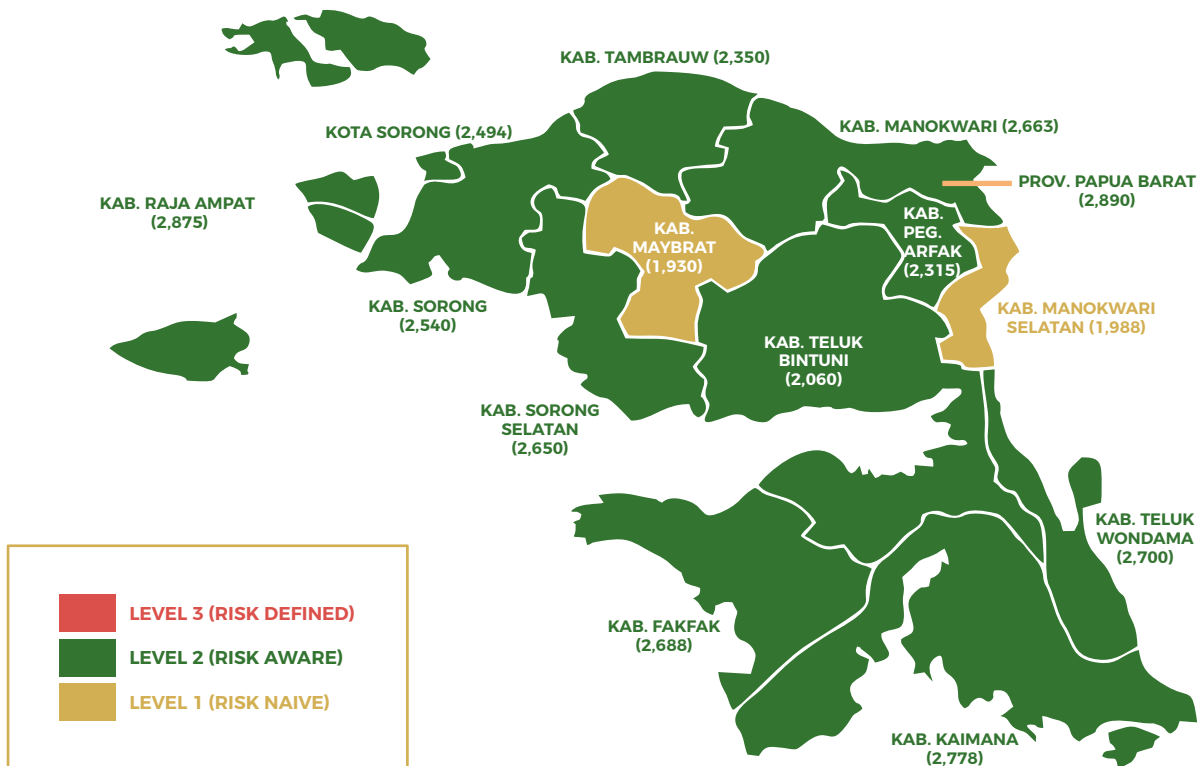 KAB. TAMBRAUW (2,350)
KOTA SORONG (2,494)
KAB. MANOKWARI (2,663)
PROV. PAPUA BARAT
(2,890)
KAB. RAJA AMPAT
(2,875)
KAB.
PEG.
ARFAK
(2,315)
KAB.
MAYBRAT
(1,930)
KAB. SORONG
(2,540)
KAB. MANOKWARI
SELATAN (1,988)
KAB. TELUK
BINTUNI
(2,060)
KAB. SORONG
SELATAN
(2,650)
KAB. TELUK
WONDAMA
(2,700)
KAB. FAKFAK
(2,688)
KAB. KAIMANA
(2,778)
LEVEL 3 (RISK DEFINED)
LEVEL 2 (RISK AWARE)
LEVEL 1 (RISK NAIVE)